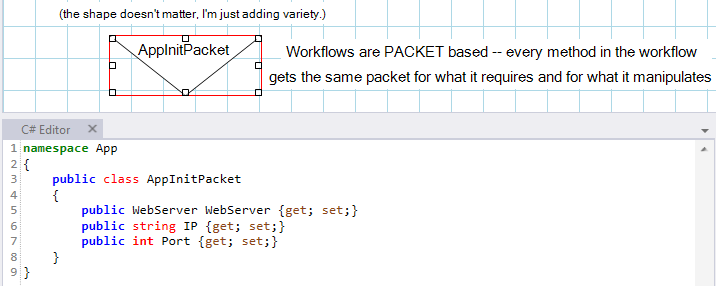 (the shape doesn't matter, I'm just adding variety.)
AppInitPacket
Workflows are PACKET based -- every method in the workflow
gets the same packet for what it requires and for what it manipulates
C# Editor
1 namespace App
2 {
3     public class AppInitPacket
4     {
5         public WebServer WebServer {get; set;}
6         public string IP {get; set;}
7         public int Port {get; set;}
8     }
9 }